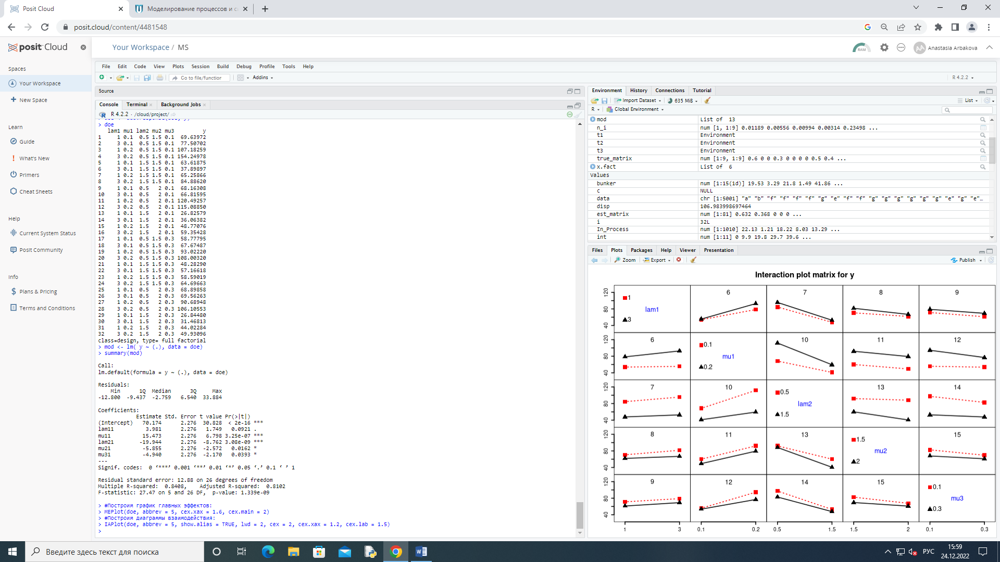 Posit Cloud
Моделирование процессов и с
posit.cloud/content/4481548
posit Cloud
Your Workspace / MS
RAM
AA
Anastasia Arbakova
Spaces
Your Workspace
New Space
Learn
Guide
What's New
Primers
Cheat Sheets
Help
Current System Status
Posit Community
Info
Plans & Pricing
Terms and Conditions
File Edit Code View Plots Session Build Debug Profile Tools Help
Go to file/function
Addins
R 4.2.2
Source
Console Terminal Background Jobs
R 4.2.2 · /cloud/project/
> doe
lam1 mu1 lam2 mu2 mu3 y
1 1 0.1 0.5 1.5 0.1 69.63972
2 3 0.1 0.5 1.5 0.1 77.50702
3 1 0.2 0.5 1.5 0.1 107.18259
4 3 0.2 0.5 1.5 0.1 154.24978
5 1 0.1 1.5 1.5 0.1 63.61875
6 3 0.1 1.5 1.5 0.1 37.89897
7 1 0.2 1.5 1.5 0.1 65.25866
8 3 0.2 1.5 1.5 0.1 84.88620
9 1 0.1 0.5 2 0.1 68.16308
10 3 0.1 0.5 2 0.1 66.81595
11 1 0.2 0.5 2 0.1 120.49257
12 3 0.2 0.5 2 0.1 115.08850
13 1 0.1 1.5 2 0.1 26.82579
14 3 0.1 1.5 2 0.1 36.06382
15 1 0.2 1.5 2 0.1 48.77076
16 3 0.2 1.5 2 0.1 59.35428
17 1 0.1 0.5 1.5 0.3 58.77795
18 3 0.1 0.5 1.5 0.3 67.67487
19 1 0.2 0.5 1.5 0.3 93.02220
20 3 0.2 0.5 1.5 0.3 108.00320
21 1 0.1 1.5 1.5 0.3 48.28290
22 3 0.1 1.5 1.5 0.3 57.16618
23 1 0.2 1.5 1.5 0.3 58.59019
24 3 0.2 1.5 1.5 0.3 64.69663
25 1 0.1 0.5 2 0.3 68.89858
26 3 0.1 0.5 2 0.3 69.56263
27 1 0.2 0.5 2 0.3 90.68948
28 3 0.2 0.5 2 0.3 106.10553
29 1 0.1 1.5 2 0.3 26.84480
30 3 0.1 1.5 2 0.3 31.46813
31 1 0.2 1.5 2 0.3 44.02284
32 3 0.2 1.5 2 0.3 49.93096
class=design, type= full factorial
> mod <- lm( y ~ (.), data = doe)
> summary(mod)
Call:
lm.default(formula = y ~ (.), data = doe)
Residuals:
Min 1Q Median 3Q Max
-12.800 -9.437 -2.759 6.540 33.884
Coefficients:
Estimate Std. Error t value Pr(>|t|)
(Intercept) 70.174 2.276 30.828 < 2e-16 ***
lam11 3.981 2.276 1.749 0.0921 .
mu11 15.473 2.276 6.798 3.25e-07 ***
lam21 -19.944 2.276 -8.762 3.08e-09 ***
mu21 -5.855 2.276 -2.572 0.0162 *
mu31 -4.940 2.276 -2.170 0.0393 *
---
Signif. codes: 0 ‘***’ 0.001 ‘**’ 0.01 ‘*’ 0.05 ‘.’ 0.1 ‘ ’ 1
Residual standard error: 12.88 on 26 degrees of freedom
Multiple R-squared: 0.8408, Adjusted R-squared: 0.8102
F-statistic: 27.47 on 5 and 26 DF, p-value: 1.339e-09
> #Построим график главных эффектов:
> MEPlot(doe, abbrev = 5, cex.xax = 1.6, cex.main = 2)
> #Построим диаграммы взаимодействия:
> IAPlot(doe, abbrev = 5, show.alias = TRUE, lwd = 2, cex = 2, cex.xax = 1.2, cex.lab = 1.5)
>
Environment History Connections Tutorial
Import Dataset 635 MiB List
R Global Environment
mod List of 13
n_i num [1, 1:9] 0.01189 0.00556 0.00994 0.00314 0.23498 ...
t1 Environment
t2 Environment
t3 Environment
true_matrix num [1:9, 1:9] 0.6 0 0 0.3 0 0 0 0 0.5 0.4 ...
x.fact List of 6
Values
bunker num [1:15(1d)] 19.53 3.29 21.8 1.49 41.86 ...
c NULL
data chr [1:5001] "a" "b" "f" "f" "f" "f" "g" "e" "f" "f" "g" "g" "g" "g" "g" "g" "e" "g" "e"…
disp 106.983998697464
est_matrix num [1:81] 0.632 0.368 0 0 0 ...
i 32L
In_Process num [1:1010] 22.13 1.21 18.22 8.03 13.29 ...
int num [1:11] 0 9.9 19.8 29.7 39.6 ...
Files Plots Packages Help Viewer Presentation
Zoom Export Publish
Interaction plot matrix for y
40 80 120
1 lam1 3
6 7 8 9
40 80 120
6
0.1 mu1 0.2
10 11 12
40 80 120
7 10
0.5 lam2 1.5
13 14
40 80 120
8 11 13
1.5 mu2 2
15
40 80 120
9 12 14 15
0.1 mu3 0.3
1 3 0.1 0.2 0.5 1.5 1.5 2 0.1 0.3
Введите здесь текст для поиска
РУС
15:59
24.12.2022